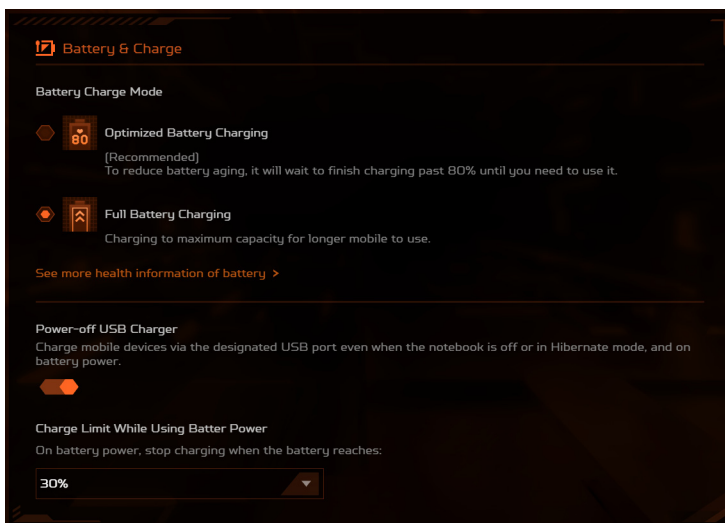 Battery & Charge
Battery Charge Mode
80
Optimized Battery Charging
[Recommended]
To reduce battery aging, it will wait to finish charging past 80% until you need to use it.
Full Battery Charging
Charging to maximum capacity for longer mobile to use.
See more health information of battery >
Power-off USB Charger
Charge mobile devices via the designated USB port even when the notebook is off or in Hibernate mode, and on
battery power.
Charge Limit While Using Batter Power
On battery power, stop charging when the battery reaches:
30%